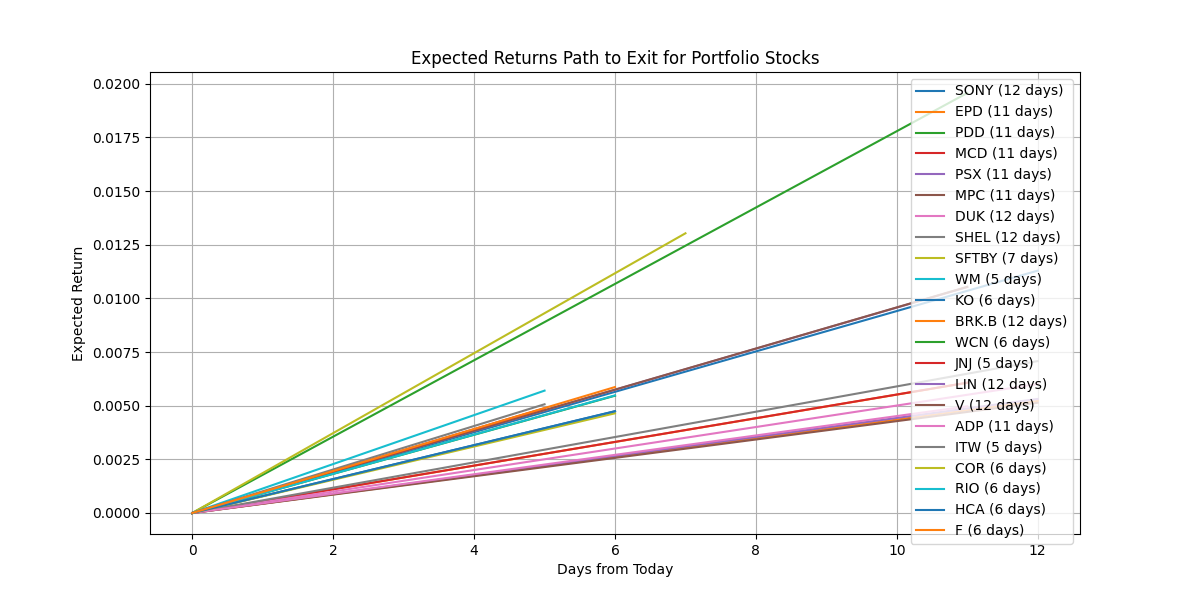 Expected Returns Path to Exit for Portfolio Stocks
0.0200
0.0175
0.0150
0.0125
0.0100
0.0075
0.0050
0.0025
0.0000
Expected Return
0 2 4 6 8 10 12
Days from Today
SONY (12 days)
EPD (11 days)
PDD (11 days)
MCD (11 days)
PSX (11 days)
MPC (11 days)
DUK (12 days)
SHEL (12 days)
SFTBY (7 days)
WM (5 days)
KO (6 days)
BRK.B (12 days)
WCN (6 days)
JNJ (5 days)
LIN (12 days)
V (12 days)
ADP (11 days)
ITW (5 days)
COR (6 days)
RIO (6 days)
HCA (6 days)
F (6 days)